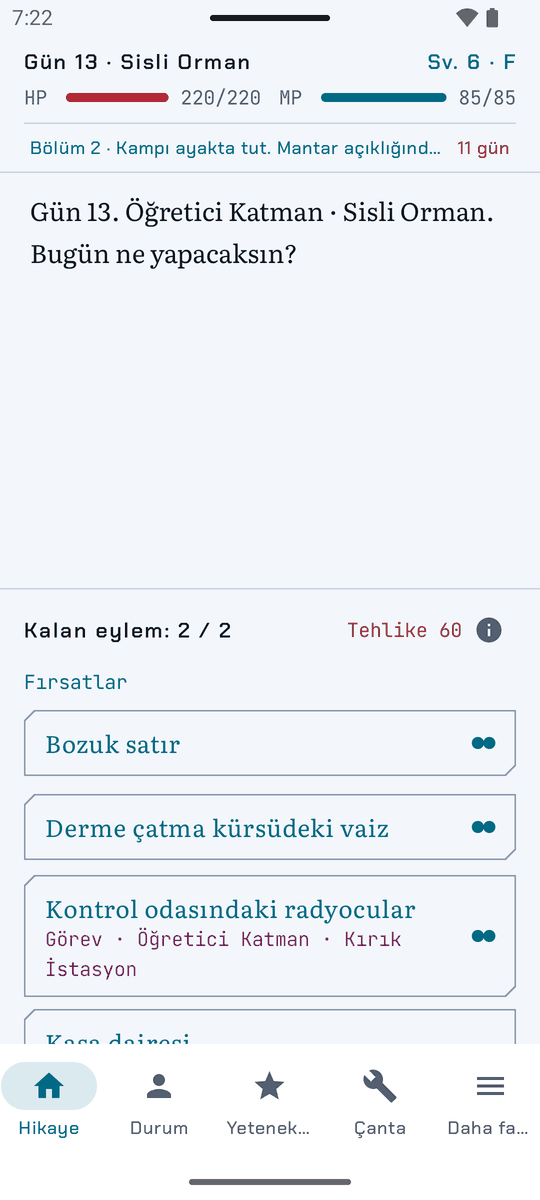 7:22
Gün 13 · Sisli Orman
Sv. 6 · F
HP 220/220 MP 85/85
Bölüm 2 · Kampı ayakta tut. Mantar açıklığınd… 11 gün
Gün 13. Öğretici Katman · Sisli Orman.
Bugün ne yapacaksın?
Kalan eylem: 2 / 2
Tehlike 60
Fırsatlar
Bozuk satır
Derme çatma kürsüdeki vaiz
Kontrol odasındaki radyocular
Görev · Öğretici Katman · Kırık
İstasyon
Kasa dairesi
Hikaye
Durum
Yetenek…
Çanta
Daha fa…